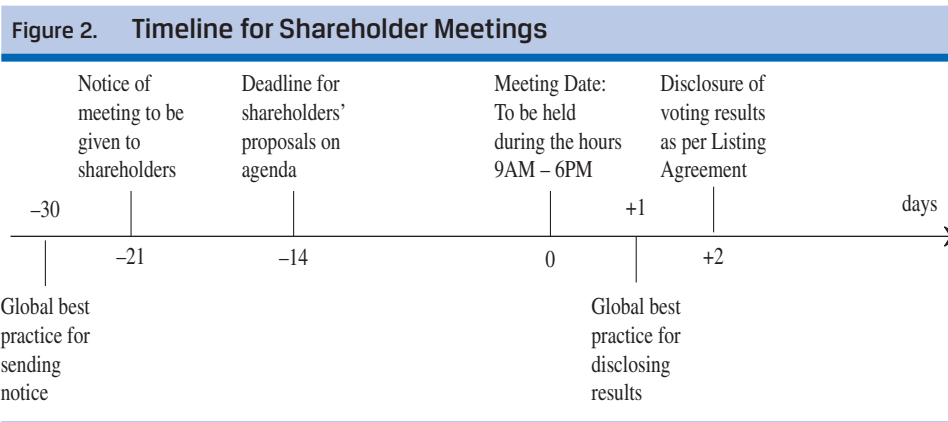 Figure 2. Timeline for Shareholder Meetings
Notice of
meeting to be
given to
shareholders
Deadline for
shareholders’
proposals on
agenda
Meeting Date:
To be held
during the hours
9AM – 6PM
Disclosure of
voting results
as per Listing
Agreement
–30
+1
days
–21
–14
0
+2
Global best
practice for
sending
notice
Global best
practice for
disclosing
results